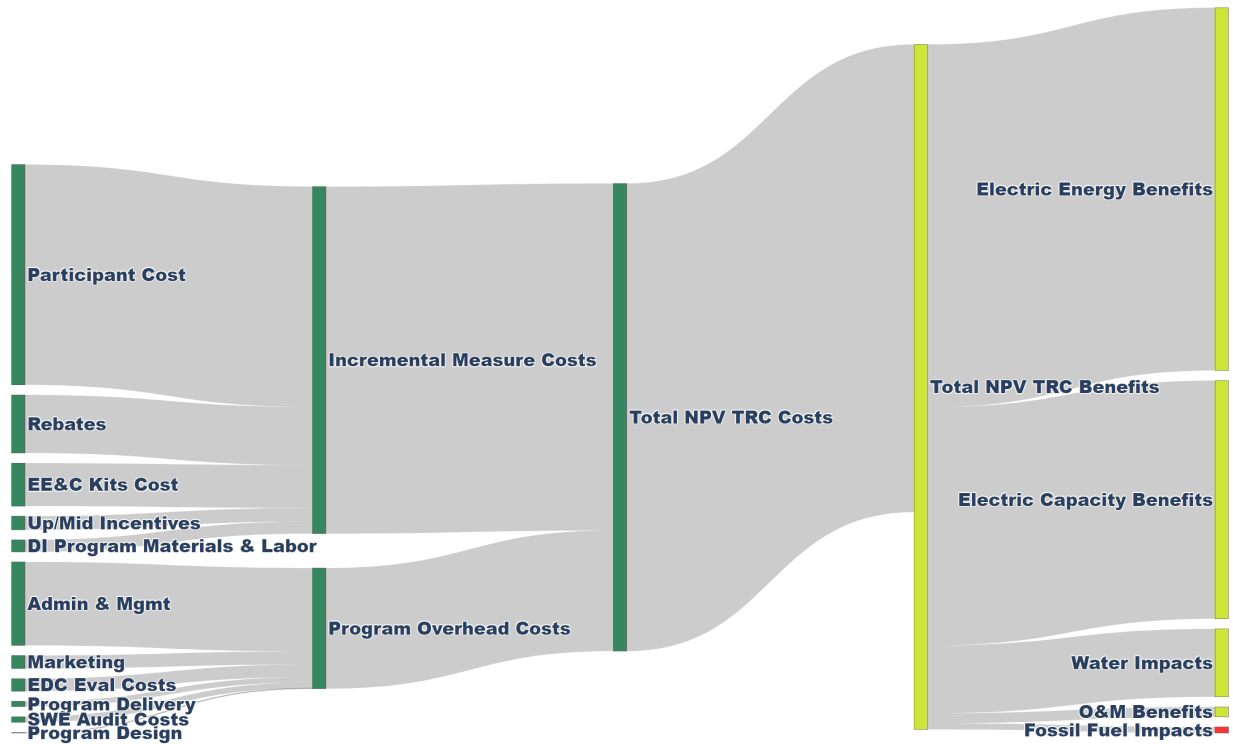 Participant Cost
Rebates
EE&C Kits Cost
Up/Mid Incentives
DI Program Materials & Labor
Admin & Mgmt
Marketing
EDC Eval Costs
Program Delivery
SWE Audit Costs
Program Design
Incremental Measure Costs
Program Overhead Costs
Total NPV TRC Costs
Total NPV TRC Benefits
Electric Energy Benefits
Electric Capacity Benefits
Water Impacts
O&M Benefits
Fossil Fuel Impacts